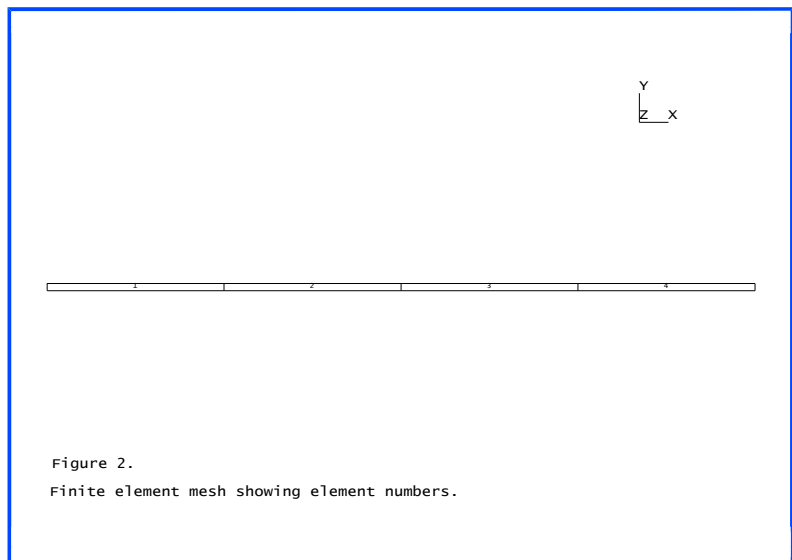 Y
Z X
1 2 3 4
Figure 2.
Finite element mesh showing element numbers.